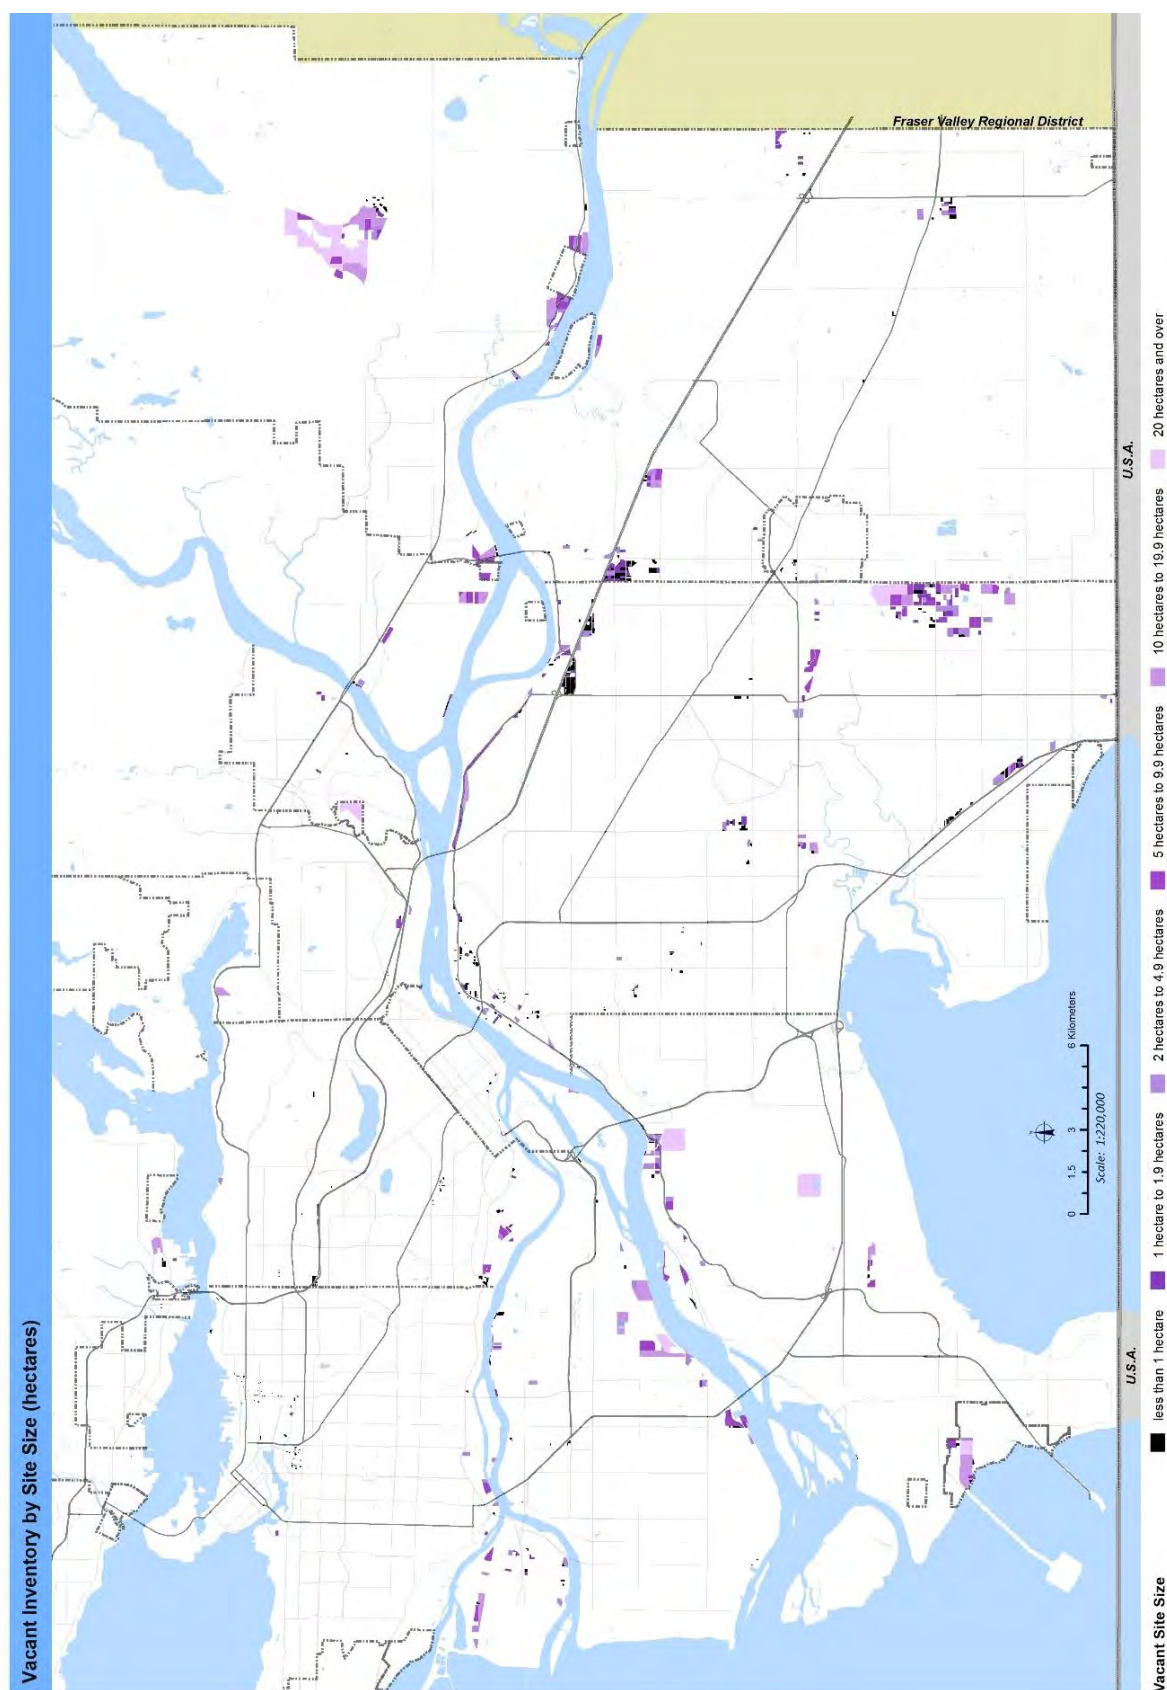 Vacant Inventory by Site Size (hectares)
Fraser Valley Regional District
0 1.5 3 6 Kilometers
Scale: 1:220,000
U.S.A.
U.S.A.
Vacant Site Size
less than 1 hectare
1 hectare to 1.9 hectares
2 hectares to 4.9 hectares
5 hectares to 9.9 hectares
10 hectares to 19.9 hectares
20 hectares and over